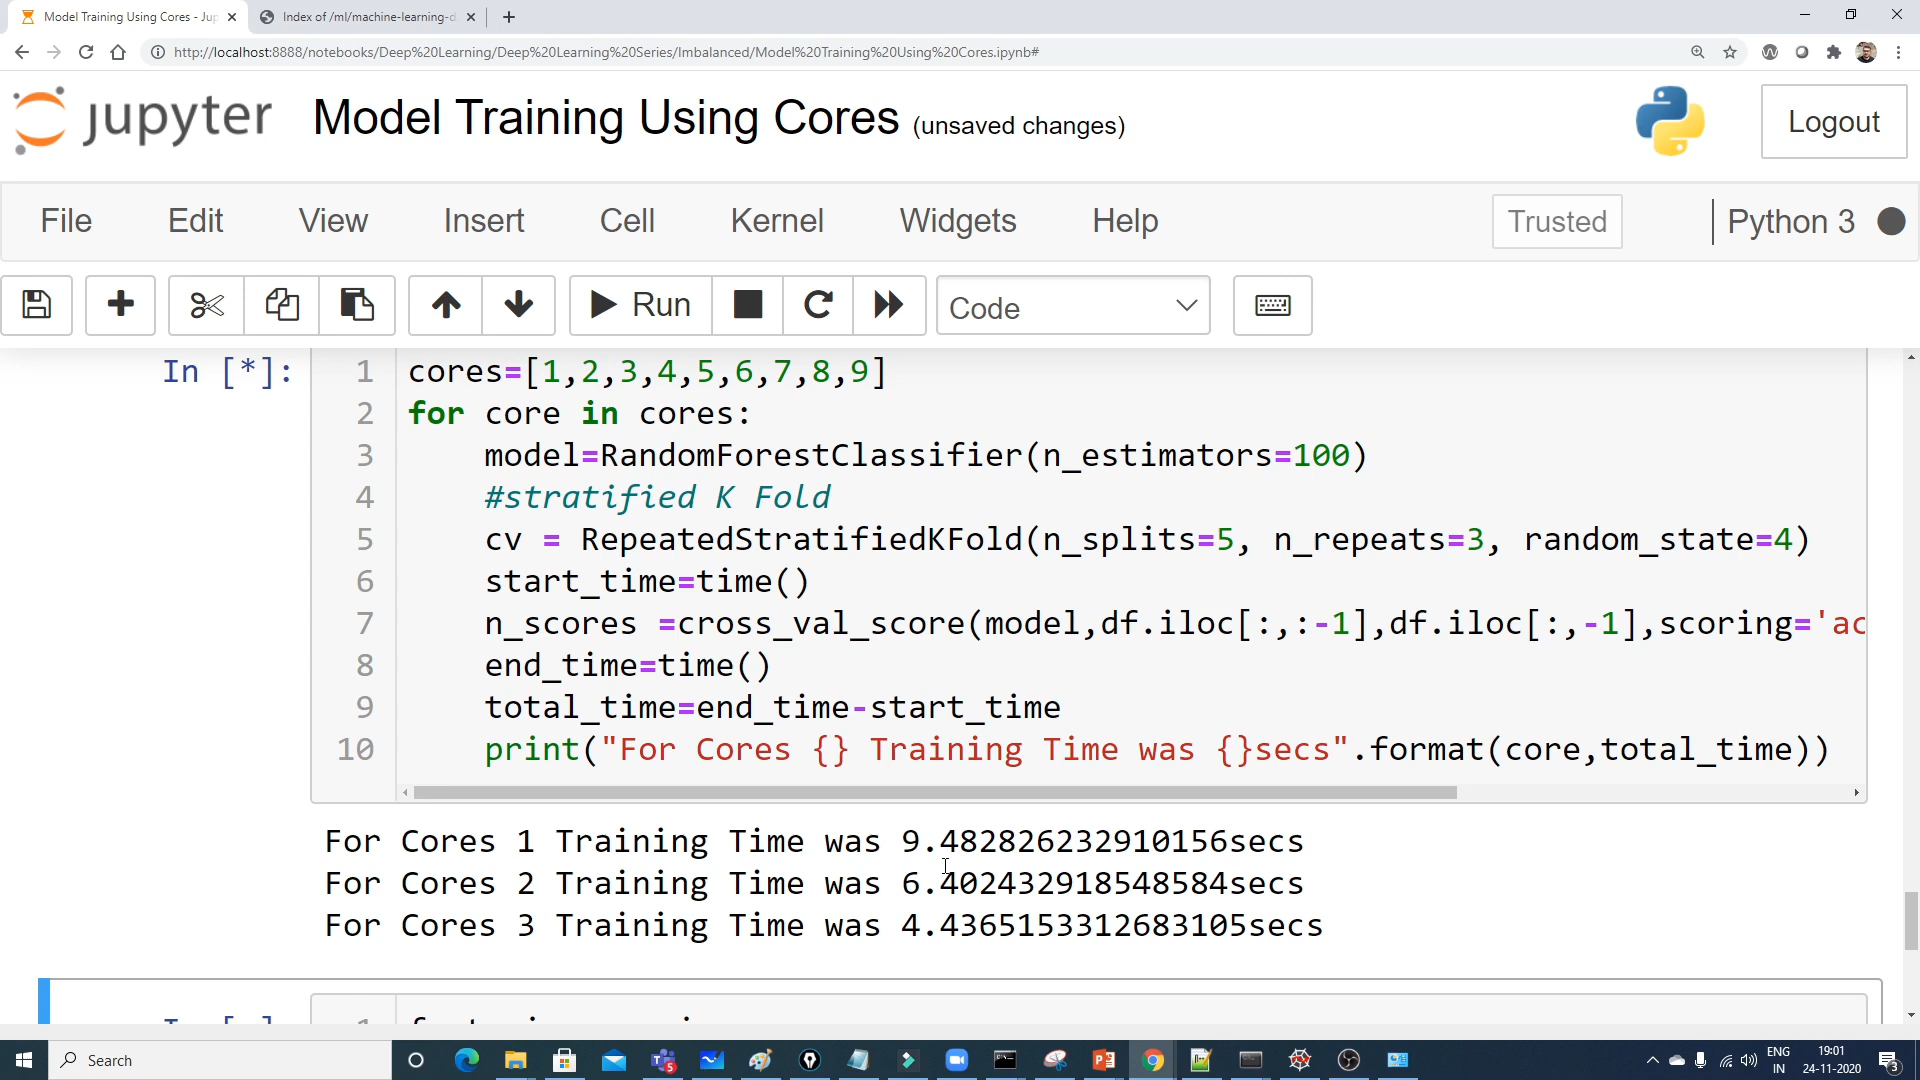 Model Training Using Cores - Jup
Index of /ml/machine-learning-d
http://localhost:8888/notebooks/Deep%20Learning/Deep%20Learning%20Series/Imbalanced/Model%20Training%20Using%20Cores.ipynb#
jupyter Model Training Using Cores (unsaved changes) Logout
File Edit View Insert Cell Kernel Widgets Help Trusted Python 3
Run Code
In [*]: 1 cores=[1,2,3,4,5,6,7,8,9]
2 for core in cores:
3 model=RandomForestClassifier(n_estimators=100)
4 #stratified K Fold
5 cv = RepeatedStratifiedKFold(n_splits=5, n_repeats=3, random_state=4)
6 start_time=time()
7 n_scores =cross_val_score(model,df.iloc[:,:-1],df.iloc[:,-1],scoring='ac
8 end_time=time()
9 total_time=end_time-start_time
10 print("For Cores {} Training Time was {}secs".format(core,total_time))
For Cores 1 Training Time was 9.482826232910156secs
For Cores 2 Training Time was 6.402432918548584secs
For Cores 3 Training Time was 4.4365153312683105secs
Search
5
ENG
IN
19:01
24-11-2020
3